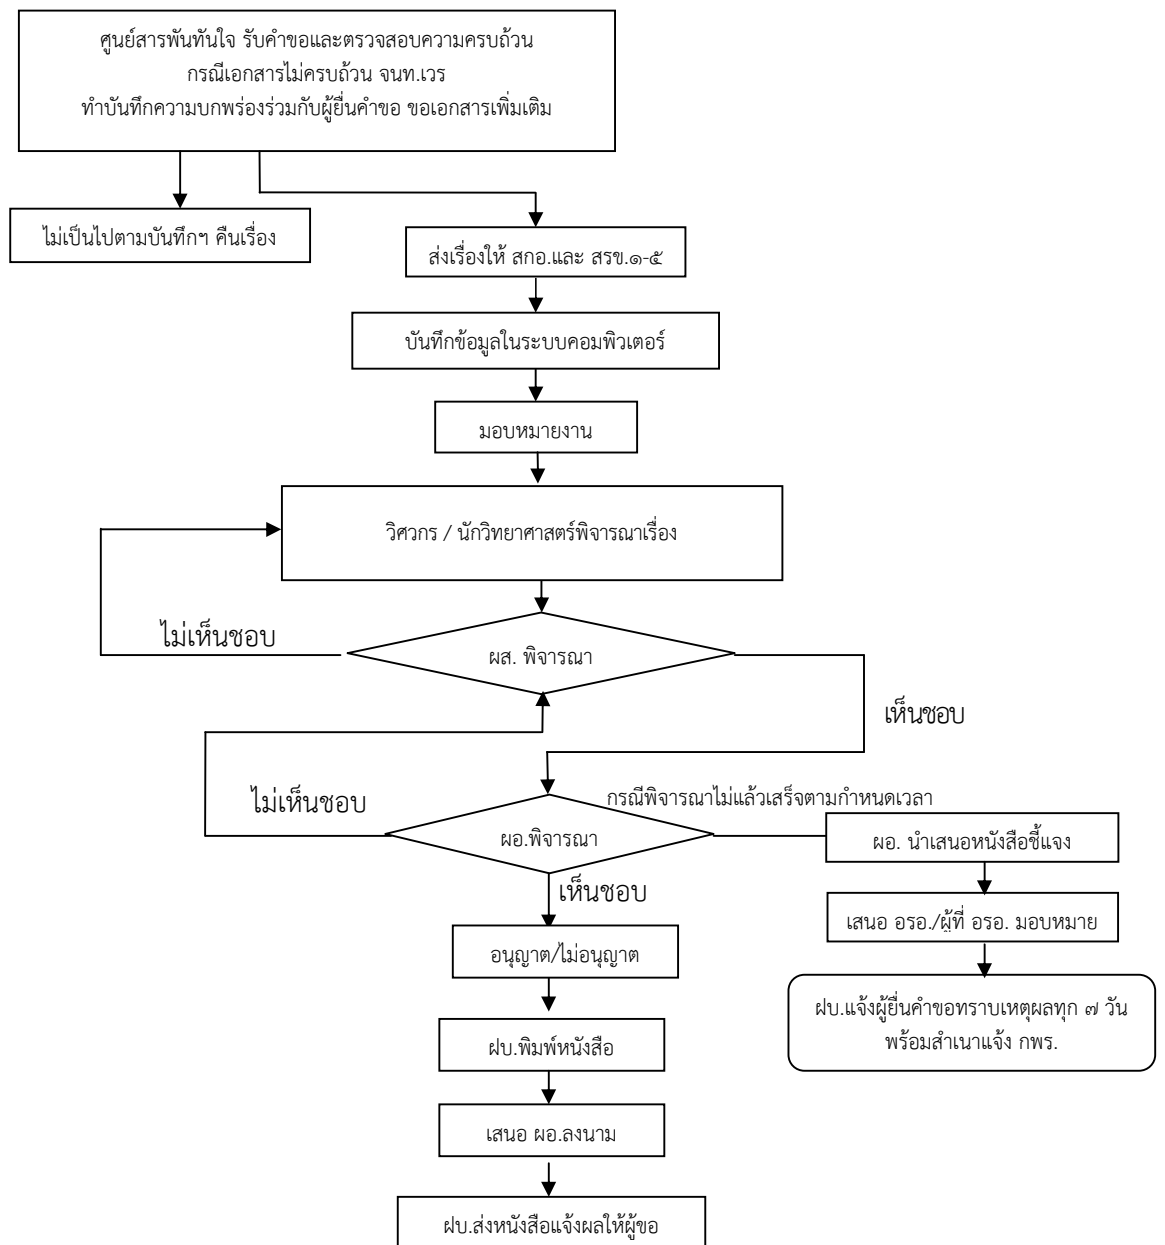 ศูนย์สารพันทันใจ รับคำขอและตรวจสอบความครบถ้วน
กรณีเอกสารไม่ครบถ้วน จนท.เวร
ทำบันทึกความบกพร่องร่วมกับผู้ยื่นคำขอ ขอเอกสารเพิ่มเติม
ไม่เป็นไปตามบันทึกฯ คืนเรื่อง
ส่งเรื่องให้ สกอ.และ สรข.๑-๕
บันทึกข้อมูลในระบบคอมพิวเตอร์
มอบหมายงาน
วิศวกร / นักวิทยาศาสตร์พิจารณาเรื่อง
ไม่เห็นชอบ
ผส. พิจารณา
เห็นชอบ
ไม่เห็นชอบ
กรณีพิจารณาไม่แล้วเสร็จตามกำหนดเวลา
ผอ.พิจารณา
ผอ. นำเสนอหนังสือชี้แจง
เห็นชอบ
เสนอ อรอ./ผู้ที่ อรอ. มอบหมาย
อนุญาต/ไม่อนุญาต
ฝบ.แจ้งผู้ยื่นคำขอทราบเหตุผลทุก ๗ วัน
พร้อมสำเนาแจ้ง กพร.
ฝบ.พิมพ์หนังสือ
เสนอ ผอ.ลงนาม
ฝบ.ส่งหนังสือแจ้งผลให้ผู้ขอ